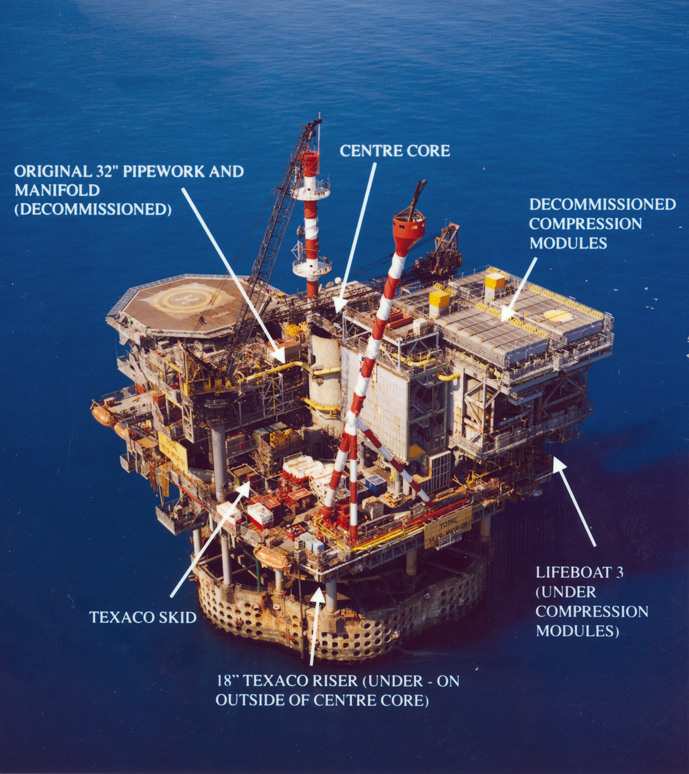 CENTRE CORE
ORIGINAL 32" PIPEWORK AND
MANIFOLD
(DECOMMISSIONED)
DECOMMISSIONED
COMPRESSION
MODULES
TOTAL
LIFEBOAT 3
(UNDER
COMPRESSION
MODULES)
TEXACO SKID
18” TEXACO RISER (UNDER - ON
OUTSIDE OF CENTRE CORE)